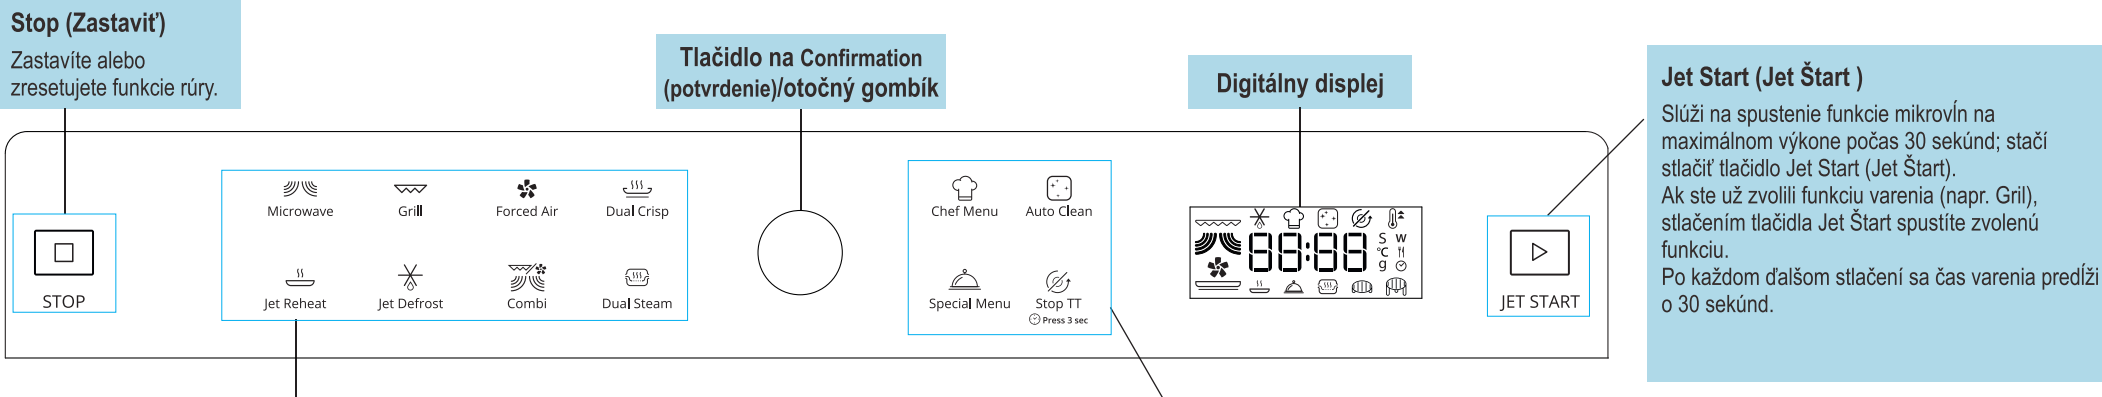 Stop (Zastaviť)
Zastavíte alebo
zresetujete funkcie rúry.
Tlačidlo na Confirmation
(potvrdenie)/otočný gombík
Digitálny displej
Jet Start (Jet Štart )
Slúži na spustenie funkcie mikrovĺn na
maximálnom výkone počas 30 sekúnd; stačí
stlačiť tlačidlo Jet Start (Jet Štart).
Ak ste už zvolili funkciu varenia (napr. Gril),
stlačením tlačidla Jet Štart spustíte zvolenú
funkciu.
Po každom ďalšom stlačení sa čas varenia predĺži
o 30 sekúnd.
STOP
Microwave Grill Forced Air Dual Crisp
Jet Reheat Jet Defrost Combi Dual Steam
Chef Menu Auto Clean
Special Menu Stop TT
Press 3 sec
88:88
S W
°C
g
JET START